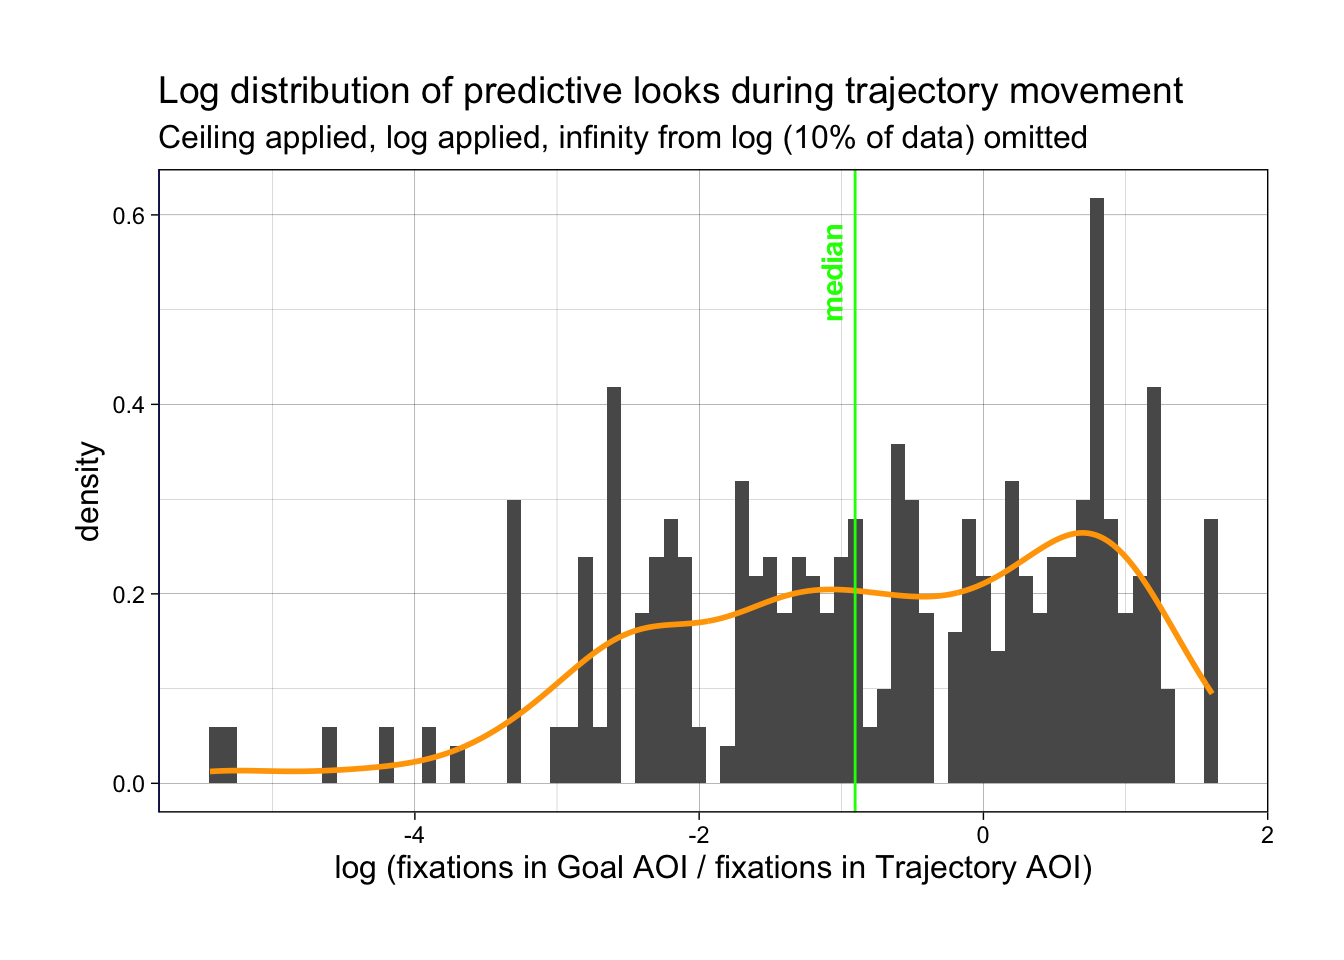 Log distribution of predictive looks during trajectory movement
Ceiling applied, log applied, infinity from log (10% of data) omitted
median
density
0.6
0.4
0.2
0.0
-4
-2
0
2
log (fixations in Goal AOI / fixations in Trajectory AOI)